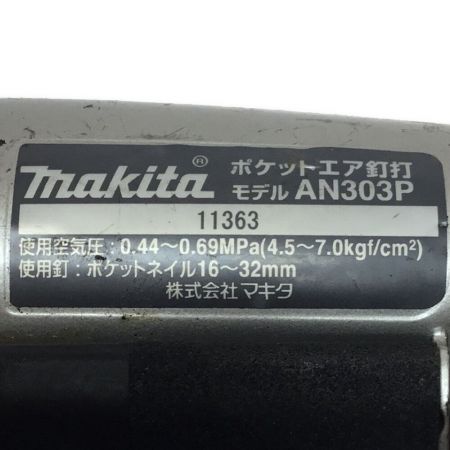 makita® ポケットエア釘打
モデル AN303P
11363
使用空気圧:0.44～0.69MPa(4.5～7.0kgf/cm²)
使用釘:ポケットネイル16～32mm
株式会社マキタ